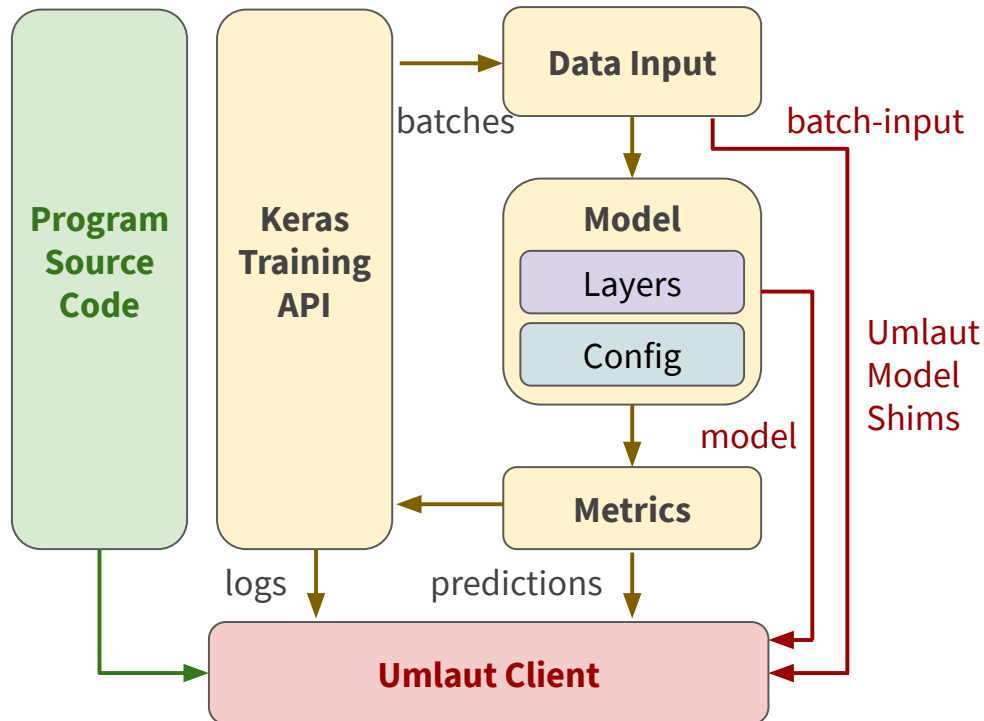 Program
Source
Code
Keras
Training
API
batches
Data Input
batch-input
Model
Layers
Config
Umlaut
Model
Shims
model
Metrics
logs
predictions
Umlaut Client